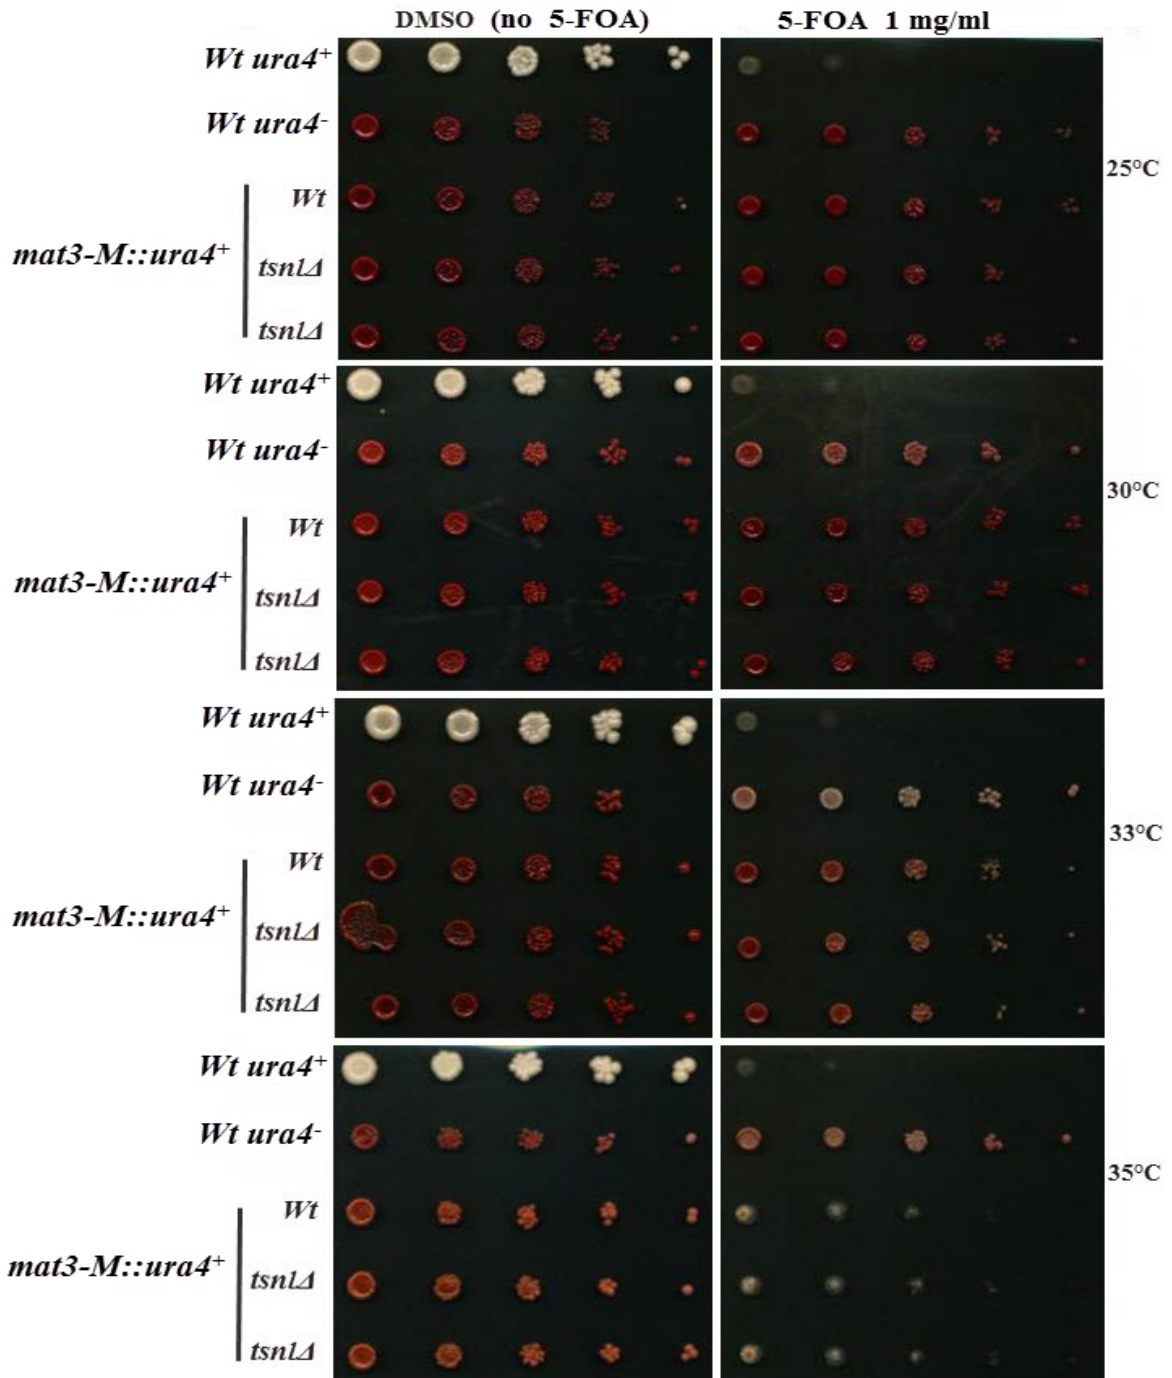 DMSO (no 5-FOA) 5-FOA 1 mg/ml
Wt ura4+
Wt ura4-
25°C
Wt
mat3-M::ura4+
tsn1Δ
tsn1Δ
Wt ura4+
Wt ura4-
30°C
Wt
mat3-M::ura4+
tsn1Δ
tsn1Δ
Wt ura4+
Wt ura4-
33°C
Wt
mat3-M::ura4+
tsn1Δ
tsn1Δ
Wt ura4+
Wt ura4-
35°C
Wt
mat3-M::ura4+
tsn1Δ
tsn1Δ